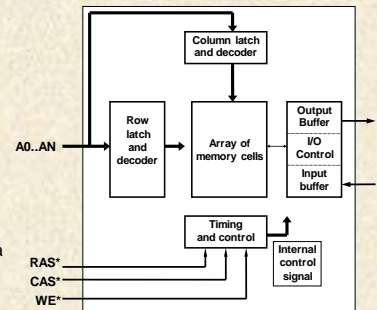 Column latch
and decoder
Row
latch
and
decoder
Array of
memory cells
Output
Buffer
I/O
Control
Input
buffer
A0..AN
Timing
and control
Internal
control
signal
a
RAS*
CAS*
WE*